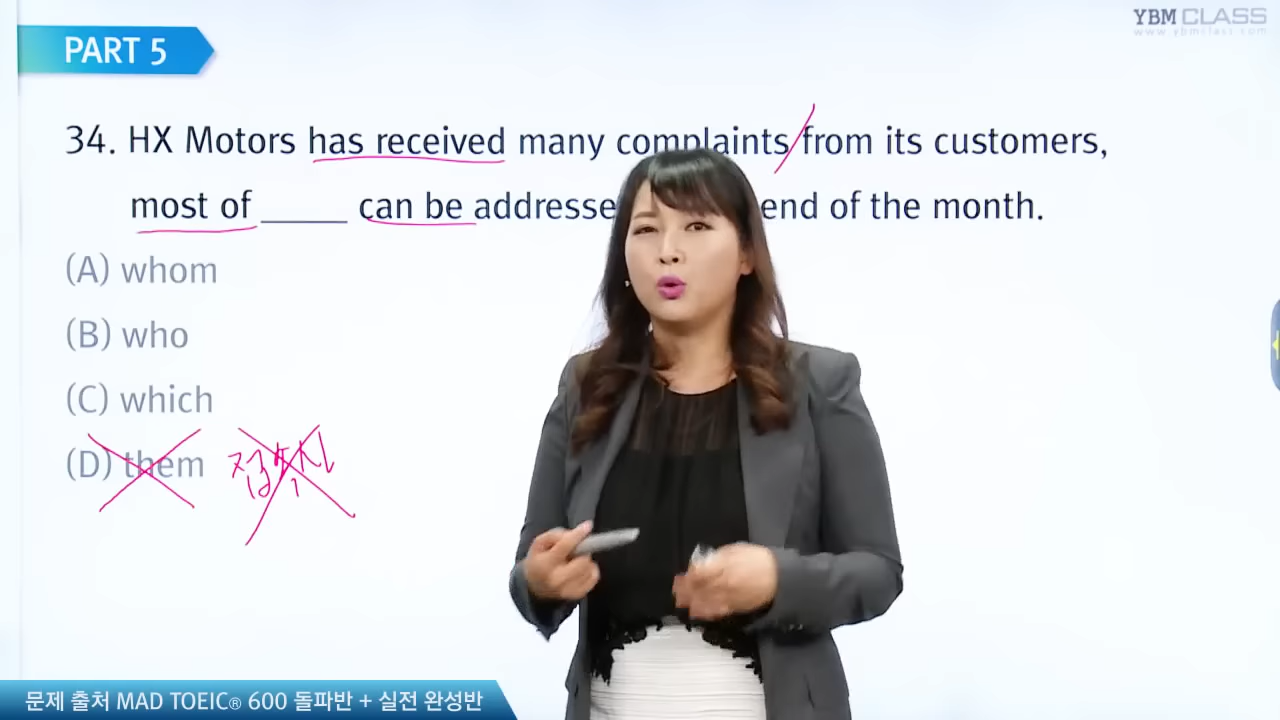 YBM CLASS
www.ybmclass.com
PART 5
34. HX Motors has received many complaints from its customers,
most of _____ can be addresse end of the month.
(A) whom
(B) who
(C) which
(D) them 접속사
문제 출처 MAD TOEIC® 600 돌파반 + 실전 완성반